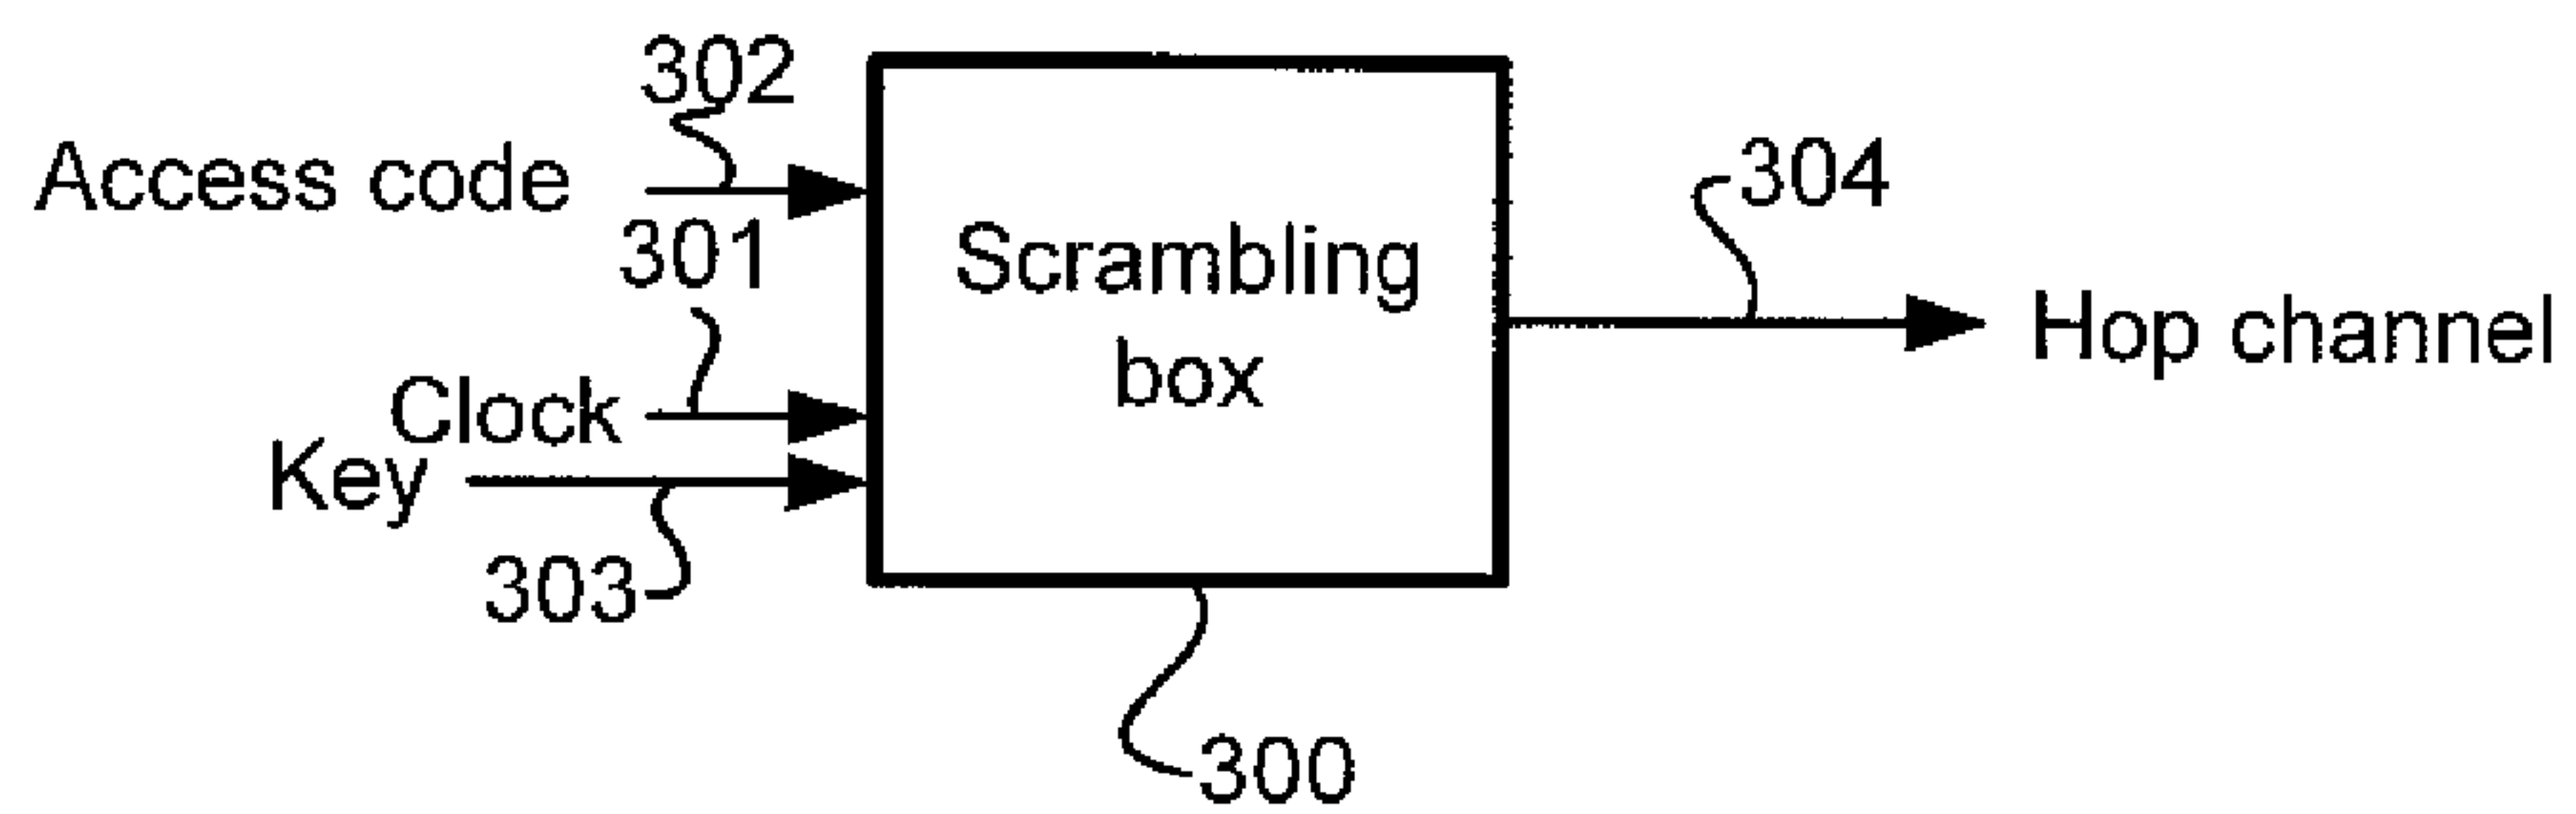 302
Access code
301
304
Scrambling
box
Hop channel
Clock
Key
303
300